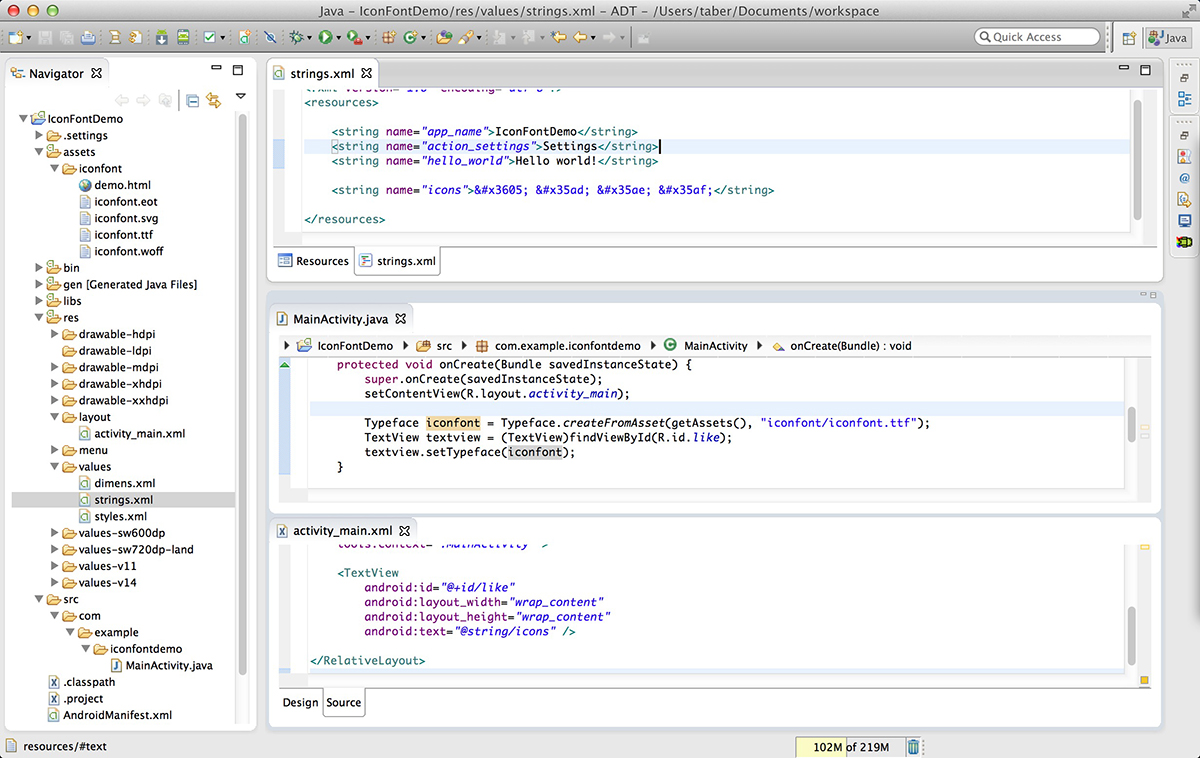 Java - IconFontDemo/res/values/strings.xml - ADT - /Users/haber/Documents/workspace
Quick Access
Java
Navigator
IconFontDemo
.settings
assets
iconfont
demo.html
iconfont.eot
iconfont.svg
iconfont.ttf
iconfont.woff
bin
gen [Generated Java Files]
libs
res
drawable-hdpi
drawable-ldpi
drawable-mdpi
drawable-xhdpi
drawable-xxhdpi
layout
activity_main.xml
menu
values
dimens.xml
strings.xml
styles.xml
values-sw600dp
values-sw720dp-land
values-v11
values-v14
src
com
example
iconfontdemo
MainActivity.java
.classpath
.project
AndroidManifest.xml
strings.xml
<resources>
<string name="app_name">IconFontDemo</string>
<string name="action_settings">Settings</string>
<string name="hello_world">Hello world!</string>
<string name="icons">&#x3605; &#x35ad; &#x35ae; &#x35af;</string>
</resources>
Resources strings.xml
MainActivity.java
IconFontDemo src com.example.iconfontdemo MainActivity onCreate(Bundle) : void
protected void onCreate(Bundle savedInstanceState) {
super.onCreate(savedInstanceState);
setContentView(R.layout.activity_main);
Typeface iconfont = Typeface.createFromAsset(getAssets(), "iconfont/iconfont.ttf");
TextView textview = (TextView)findViewById(R.id.like);
textview.setTypeface(iconfont);
}
activity_main.xml
tools:context=".MainActivity" >
<TextView
android:id="@+id/like"
android:layout_width="wrap_content"
android:layout_height="wrap_content"
android:text="@string/icons" />
</RelativeLayout>
Design Source
resources/#text
102M of 219M